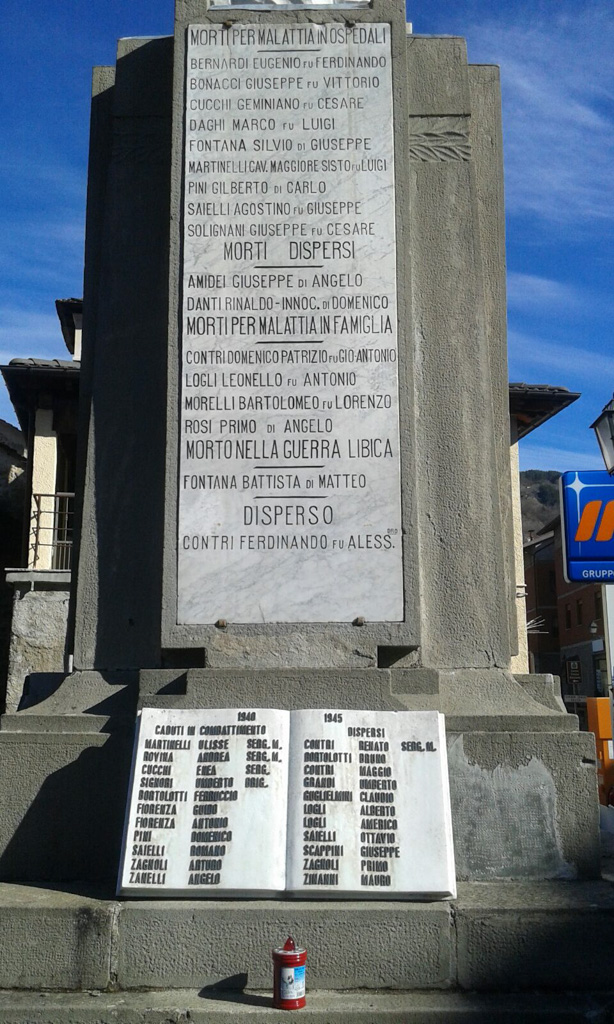 MORTI PER MALATTIA IN OSPEDALI
BERNARDI EUGENIO FU FERDINANDO
BONACCI GIUSEPPE FU VITTORIO
CUCCHI GEMINIANO FU CESARE
DAGHI MARCO FU LUIGI
FONTANA SILVIO DI GIUSEPPE
MARTINELLI CAV. MAGGIORE SISTO FU LUIGI
PINI GILBERTO DI CARLO
SAIELLI AGOSTINO FU GIUSEPPE
SOLIGNANI GIUSEPPE FU CESARE
MORTI DISPERSI
AMIDEI GIUSEPPE DI ANGELO
DANTI RINALDO-INNOC. DI DOMENICO
MORTI PER MALATTIA IN FAMIGLIA
CONTRI DOMENICO PATRIZIO FU GIO·ANTONIO
LOGLI LEONELLO FU ANTONIO
MORELLI BARTOLOMEO FU LORENZO
ROSI PRIMO DI ANGELO
MORTO NELLA GUERRA LIBICA
FONTANA BATTISTA DI MATTEO
DISPERSO
CONTRI FERDINANDO FU ALESS.
1940
CADUTI IN COMBATTIMENTO
MARTINELLI ULISSE SERG. M.
ROVINA ANDREA SERG. M.
CUCCHI ENEA SERG.
SIGNORI UMBERTO BRIG.
BORTOLOTTI FERRUCCIO
FIORENZA GUIDO
FIORENZA ANTONIO
PINI DOMENICO
SAIELLI ROMANO
ZAGNOLI ARTURO
ZANELLI ANGELO
1945
DISPERSI
CONTRI RENATO SERG. M.
BORTOLOTTI BRUNO
CONTRI MAGGIO
GRANDI UMBERTO
GUGLIELMINI CLAUDIO
LOGLI ALBERTO
LOGLI AMERICO
SAIELLI OTTAVIO
SCAPPINI GIUSEPPE
ZAGNOLI PRIMO
ZINANNI MAURO
GRUPPO